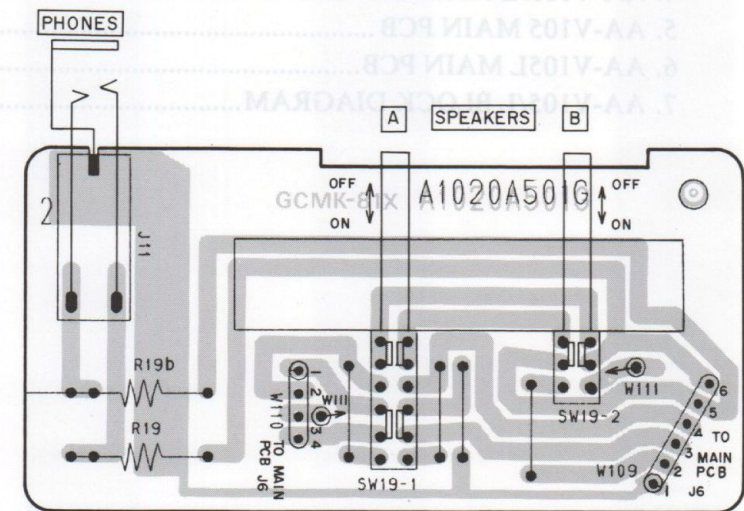 5. AA-V105 MAIN PCB
6. AA-V105L MAIN PCB
7. AA-V105/L BLOCK DIAGRAM
PHONES
A SPEAKERS B
OFF
ON
GCMK-81X A1020A501G
OFF
ON
2
J11
R19b
R19
W110
1
2
3
4
TO MAIN
PCB J6
W111
SW19-1
SW19-2
W111
W109
6
5
4
3
2
1
TO
MAIN
PCB
J6